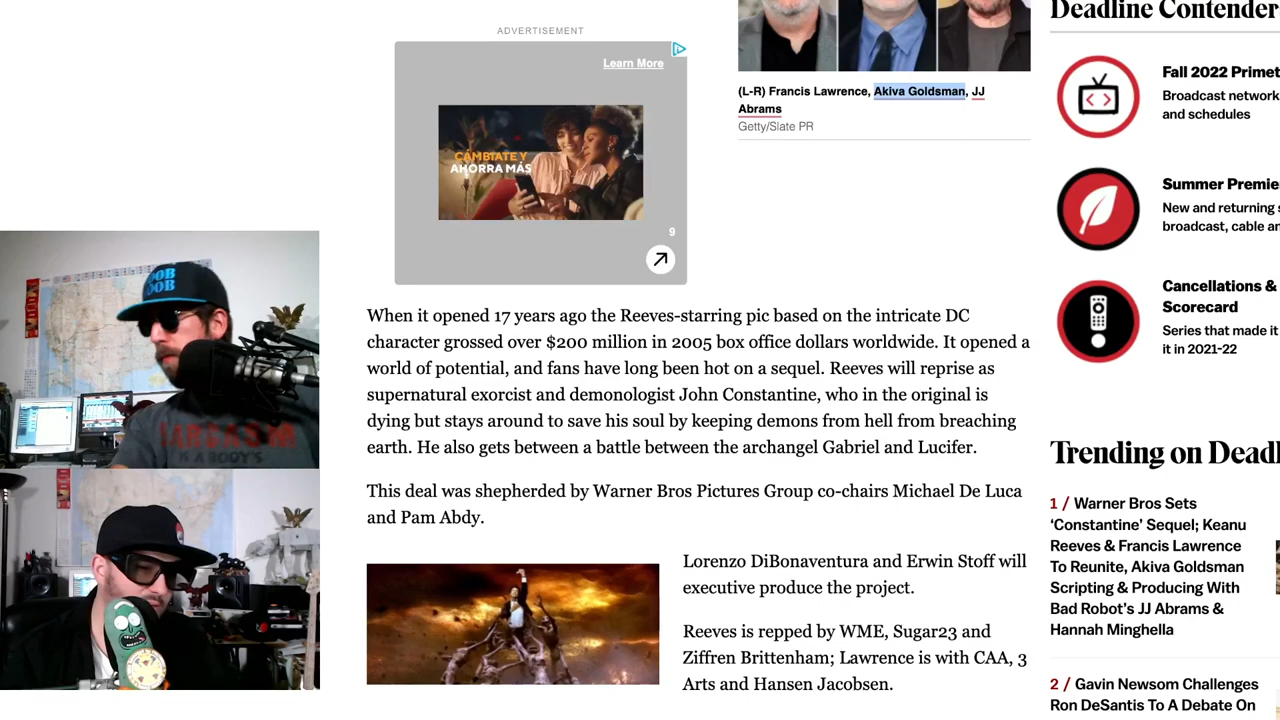 ADVERTISEMENT
Learn More
CÁMBIATE Y
AHORRA MÁS
9
(L-R) Francis Lawrence, Akiva Goldsman, JJ
Abrams
Getty/Slate PR
When it opened 17 years ago the Reeves-starring pic based on the intricate DC
character grossed over $200 million in 2005 box office dollars worldwide. It opened a
world of potential, and fans have long been hot on a sequel. Reeves will reprise as
supernatural exorcist and demonologist John Constantine, who in the original is
dying but stays around to save his soul by keeping demons from hell from breaching
earth. He also gets between a battle between the archangel Gabriel and Lucifer.
This deal was shepherded by Warner Bros Pictures Group co-chairs Michael De Luca
and Pam Abdy.
Lorenzo DiBonaventura and Erwin Stoff will
executive produce the project.
Reeves is repped by WME, Sugar23 and
Ziffren Brittenham; Lawrence is with CAA, 3
Arts and Hansen Jacobsen.
Deadline Contender
Fall 2022 Primet
Broadcast network
and schedules
Summer Premie
New and returning s
broadcast, cable an
Cancellations &
Scorecard
Series that made it
it in 2021-22
Trending on Deadl
1 / Warner Bros Sets
‘Constantine’ Sequel; Keanu
Reeves & Francis Lawrence
To Reunite, Akiva Goldsman
Scripting & Producing With
Bad Robot’s JJ Abrams &
Hannah Minghella
2 / Gavin Newsom Challenges
Ron DeSantis To A Debate On
SARCASM